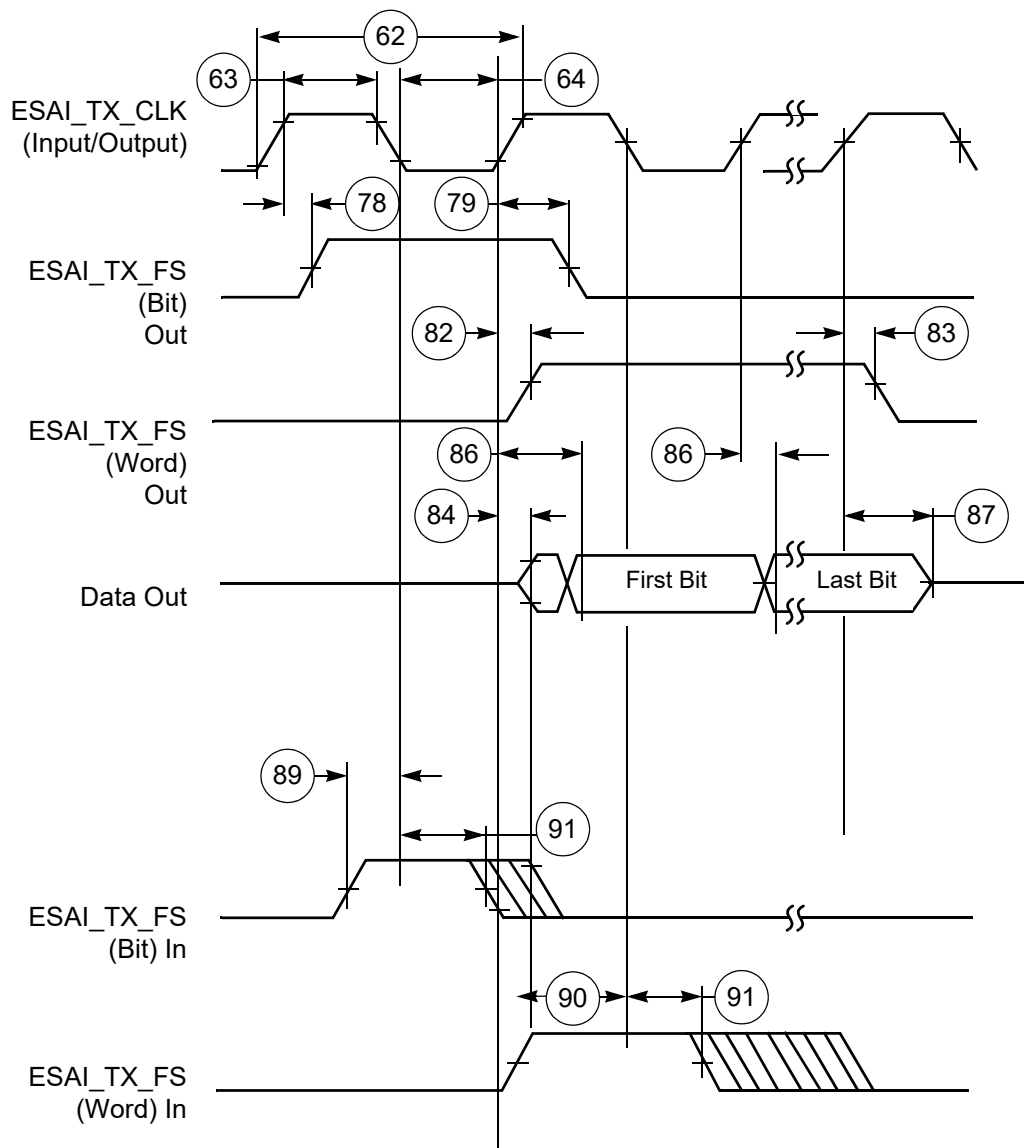 62
63
64
ESAI_TX_CLK
(Input/Output)
78
79
ESAI_TX_FS
(Bit)
Out
82
83
ESAI_TX_FS
(Word)
Out
86
86
84
87
Data Out
First Bit
Last Bit
89
91
ESAI_TX_FS
(Bit) In
90
91
ESAI_TX_FS
(Word) In